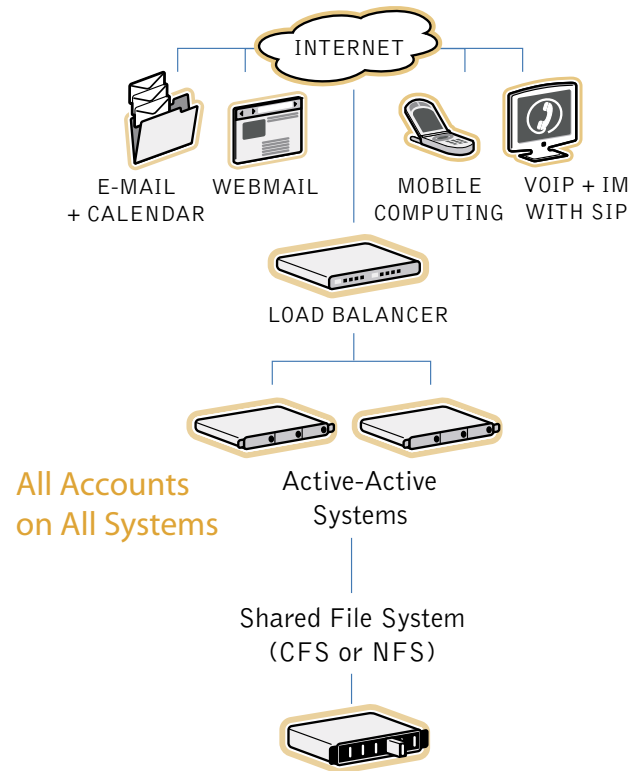 INTERNET
E-MAIL
+ CALENDAR
WEBMAIL
MOBILE
COMPUTING
VOIP + IM
WITH SIP
LOAD BALANCER
All Accounts
on All Systems
Active-Active
Systems
Shared File System
(CFS or NFS)